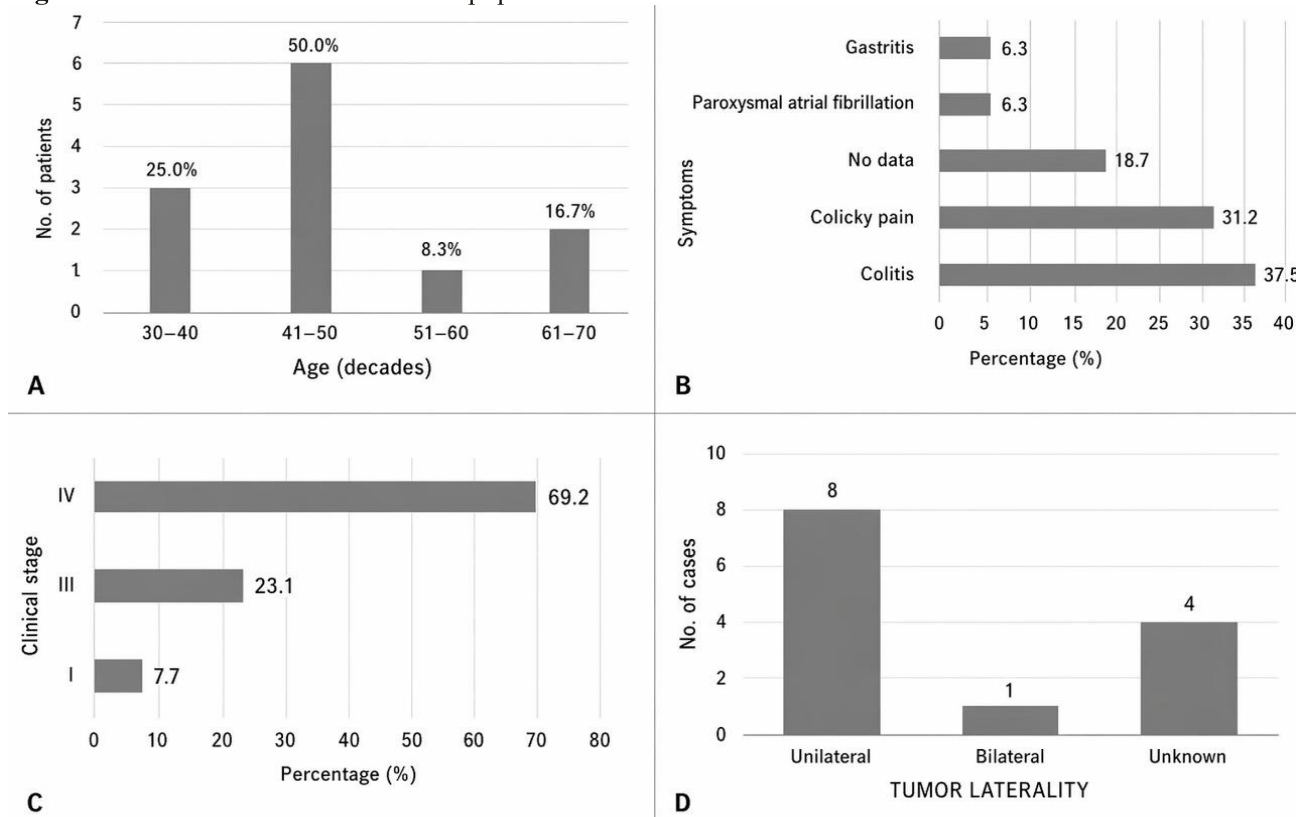 7
6
5
4
3
2
1
0
No. of patients
25.0%
50.0%
8.3%
16.7%
30–40
41–50
51–60
61–70
Age (decades)
A
Symptoms
Gastritis
6.3
Paroxysmal atrial fibrillation
6.3
No data
18.7
Colicky pain
31.2
Colitis
37.5
0 5 10 15 20 25 30 35 40
Percentage (%)
B
Clinical stage
IV
69.2
III
23.1
I
7.7
0 10 20 30 40 50 60 70 80
Percentage (%)
C
10
8
6
4
2
0
No. of cases
8
1
4
Unilateral
Bilateral
Unknown
TUMOR LATERALITY
D